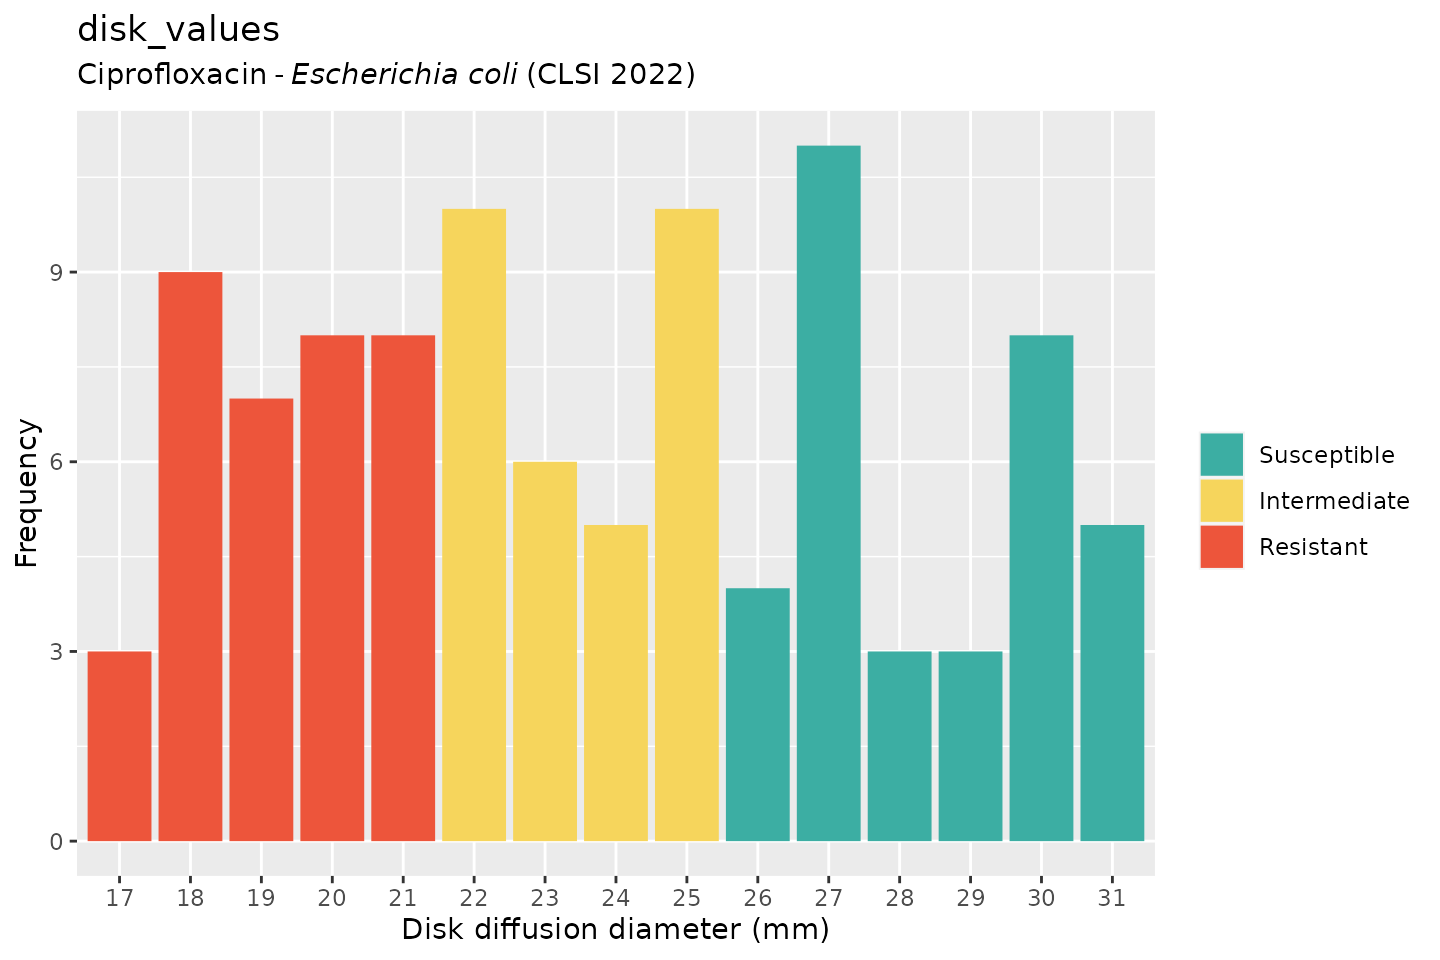 disk_values
Ciprofloxacin - Escherichia coli (CLSI 2022)
Frequency
9
6
3
0
17 18 19 20 21 22 23 24 25 26 27 28 29 30 31
Disk diffusion diameter (mm)
Susceptible
Intermediate
Resistant